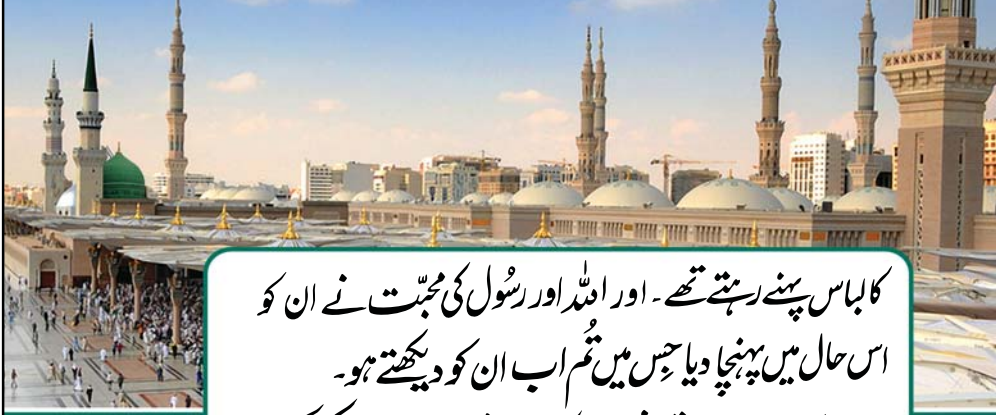 کا لباس پہنے رہتے تھے۔ اور اللہ اور رسُول کی محبّت نے ان کو
اس حال میں پہنچا دیا جِس میں تُم اب ان کو دیکھتے ہو۔